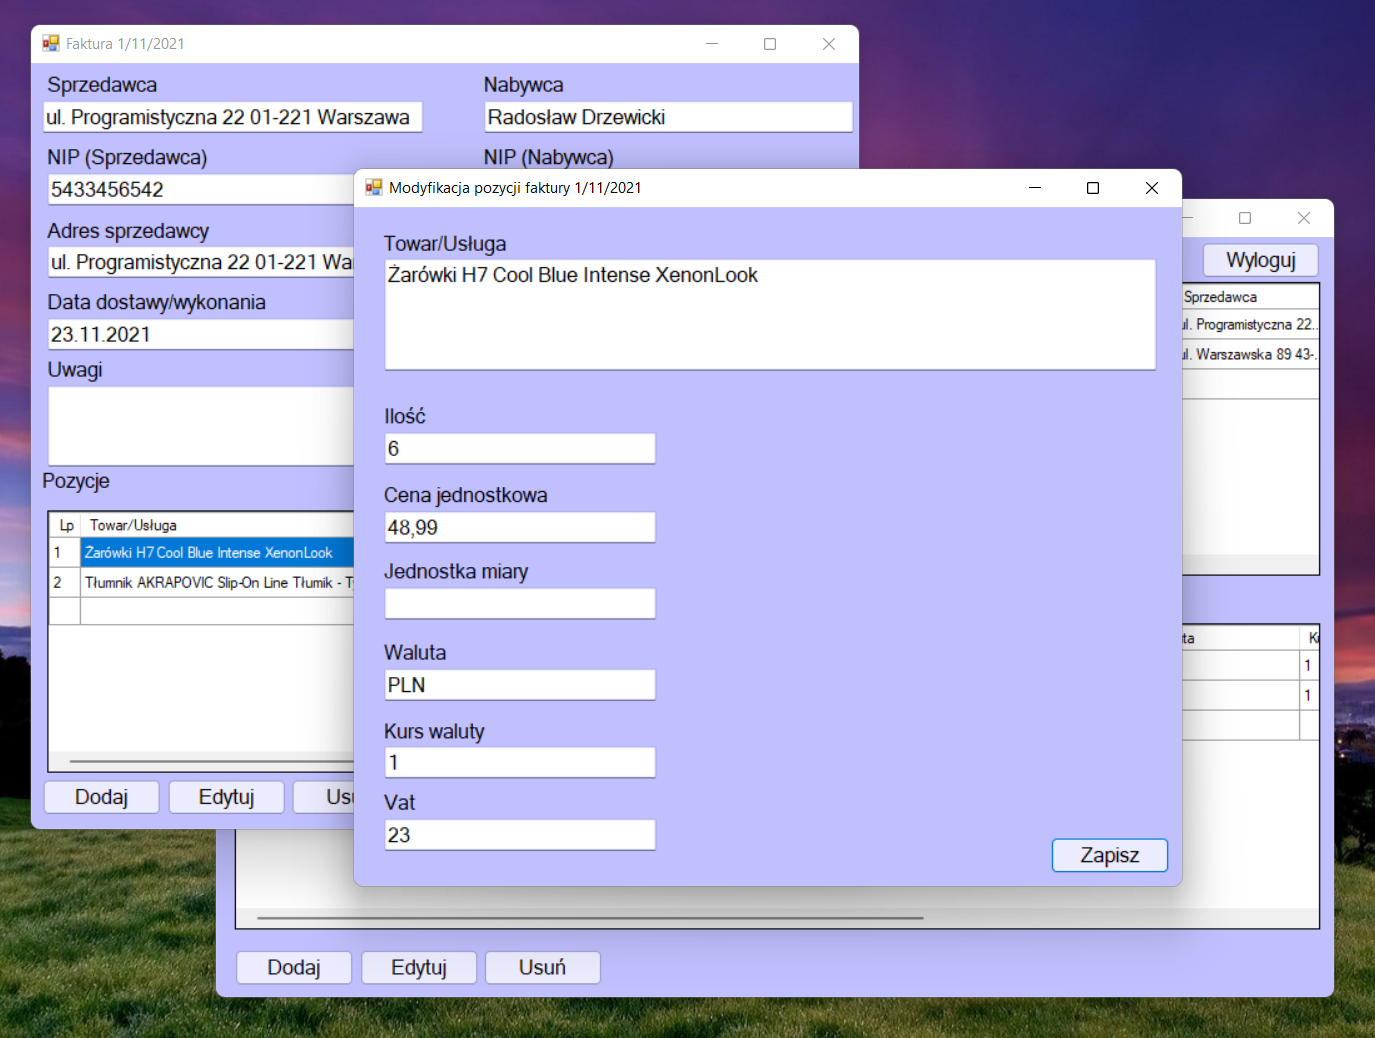 Faktura 1/11/2021
Sprzedawca
Nabywca
ul. Programistyczna 22 01-221 Warszawa
Radosław Drzewicki
NIP (Sprzedawca)
NIP (Nabywca)
5433456542
Adres sprzedawcy
ul. Programistyczna 22 01-221 Wa
Data dostawy/wykonania
23.11.2021
Uwagi
Pozycje
Lp Towar/Usługa
1 Żarówki H7 Cool Blue Intense XenonLook
2 Tłumnik AKRAPOVIC Slip-On Line Tłumik - T
Dodaj Edytuj Usu
Modyfikacja pozycji faktury 1/11/2021
Towar/Usługa
Żarówki H7 Cool Blue Intense XenonLook
Ilość
6
Cena jednostkowa
48,99
Jednostka miary
Waluta
PLN
Kurs waluty
1
Vat
23
Zapisz
Wyloguj
Sprzedawca
ul. Programistyczna 22...
ul. Warszawska 89 43-...
ta Ku
1
1
Dodaj Edytuj Usuń